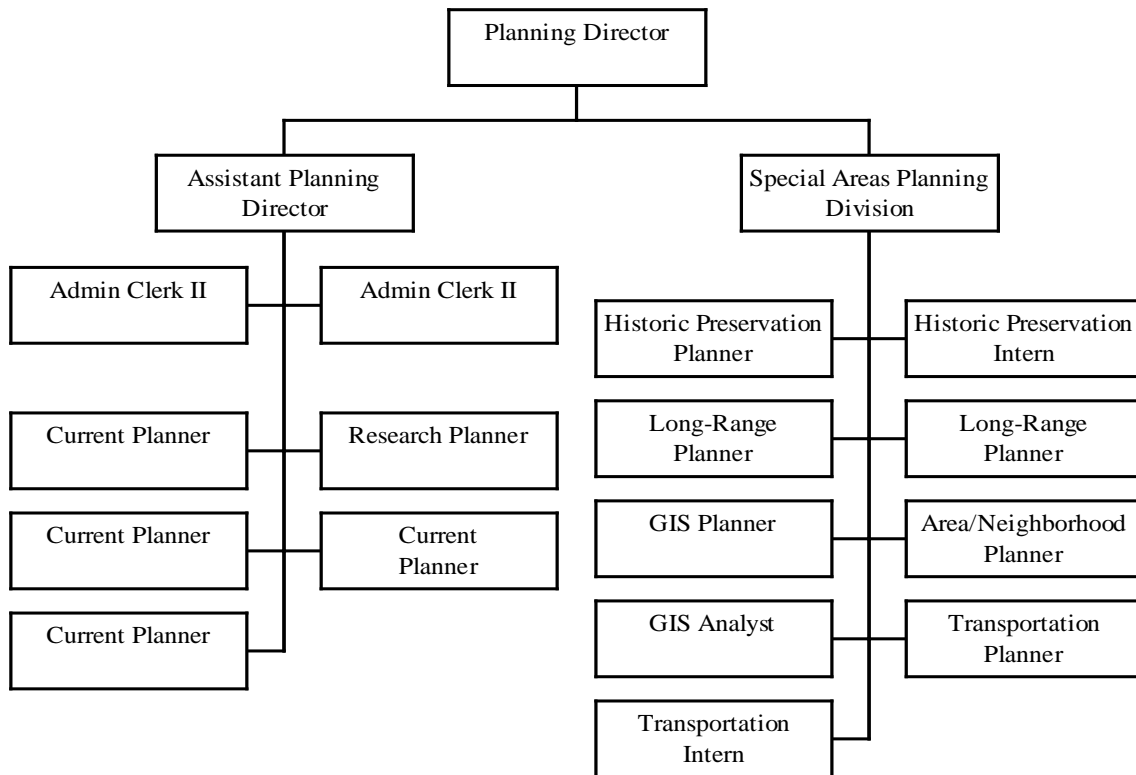 Planning Director
Assistant Planning
Director
Special Areas Planning
Division
Admin Clerk II
Admin Clerk II
Historic Preservation
Planner
Historic Preservation
Intern
Current Planner
Research Planner
Long-Range
Planner
Long-Range
Planner
Current Planner
Current
Planner
GIS Planner
Area/Neighborhood
Planner
Current Planner
GIS Analyst
Transportation
Planner
Transportation
Intern